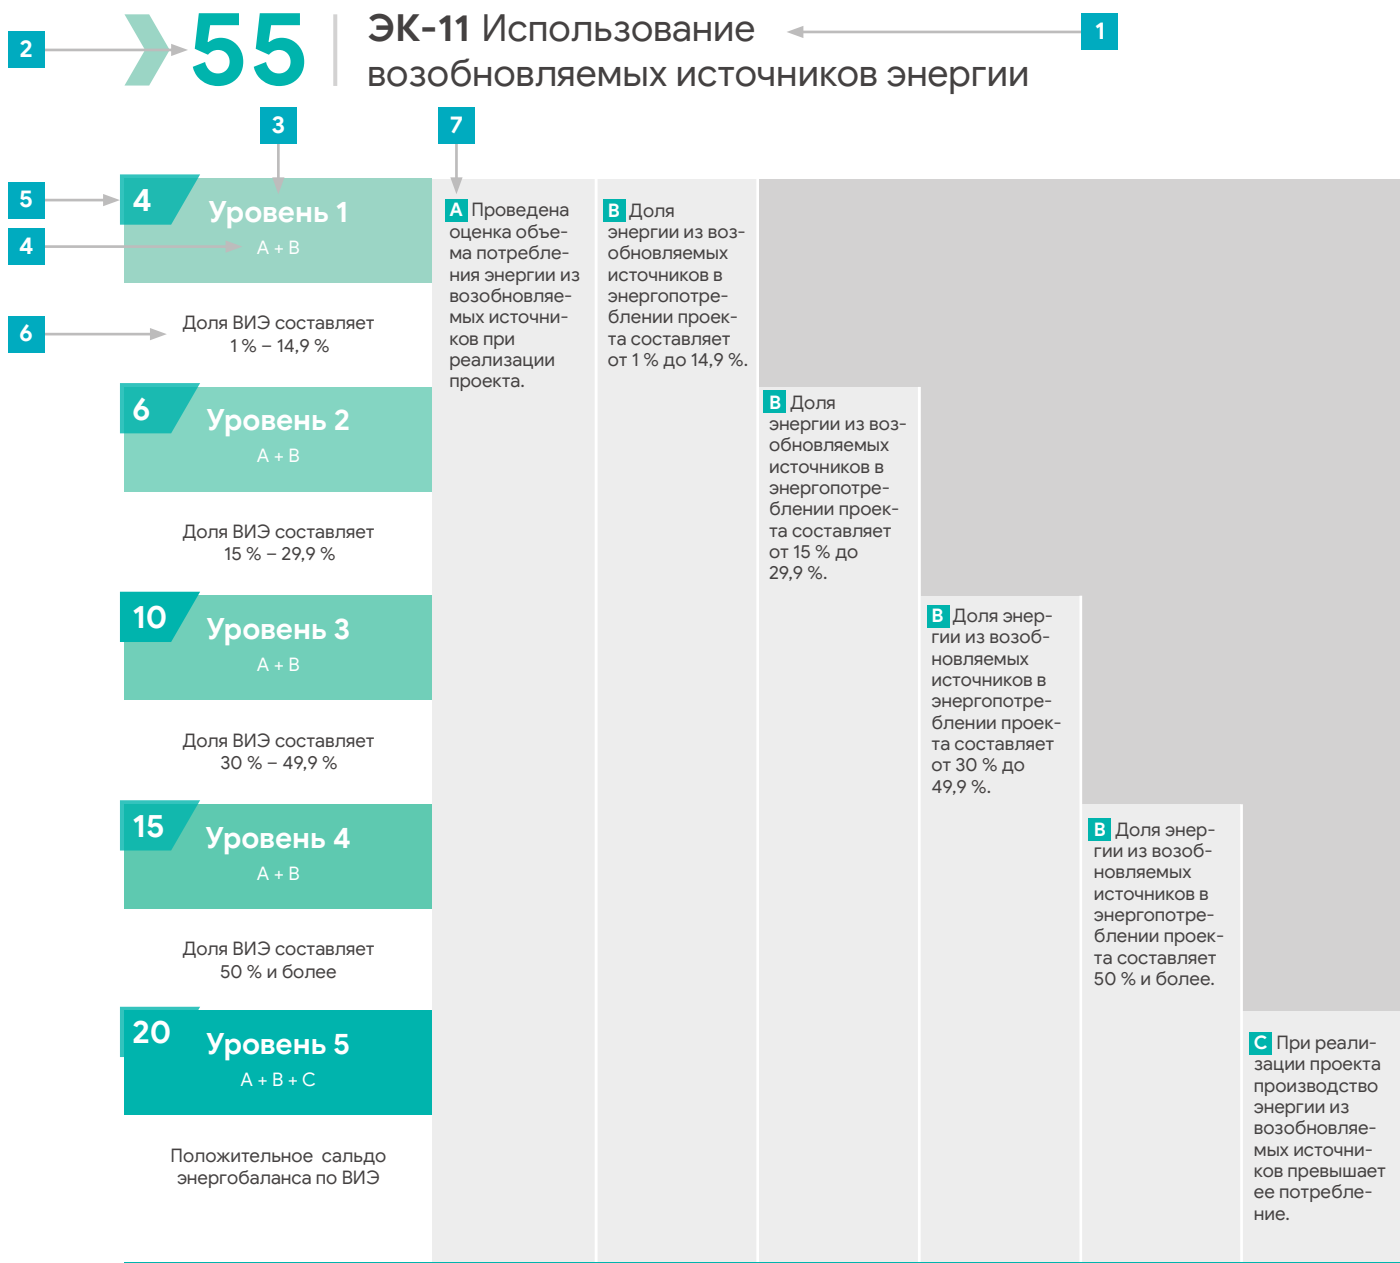 2
55
ЭК-11 Использование
возобновляемых источников энергии
1
3
7
5
4
6
4
Уровень 1
A + B
Доля ВИЭ составляет
1 % – 14,9 %
A Проведена
оценка объе-
ма потребле-
ния энергии из
возобновляе-
мых источни-
ков при
реализации
проекта.
B Доля
энергии из воз-
обновляемых
источников в
энергопотре-
блении проек-
та составляет
от 1 % до 14,9 %.
6
Уровень 2
A + B
Доля ВИЭ составляет
15 % – 29,9 %
B Доля
энергии из воз-
обновляемых
источников в
энергопотре-
блении проек-
та составляет
от 15 % до
29,9 %.
10
Уровень 3
A + B
Доля ВИЭ составляет
30 % – 49,9 %
B Доля энер-
гии из возоб-
новляемых
источников в
энергопотре-
блении проек-
та составляет
от 30 % до
49,9 %.
15
Уровень 4
A + B
Доля ВИЭ составляет
50 % и более
B Доля энер-
гии из возоб-
новляемых
источников в
энергопотре-
блении проек-
та составляет
50 % и более.
20
Уровень 5
A + B + C
Положительное сальдо
энергобаланса по ВИЭ
C При реали-
зации проекта
производство
энергии из
возобновляе-
мых источни-
ков превышает
ее потребле-
ние.